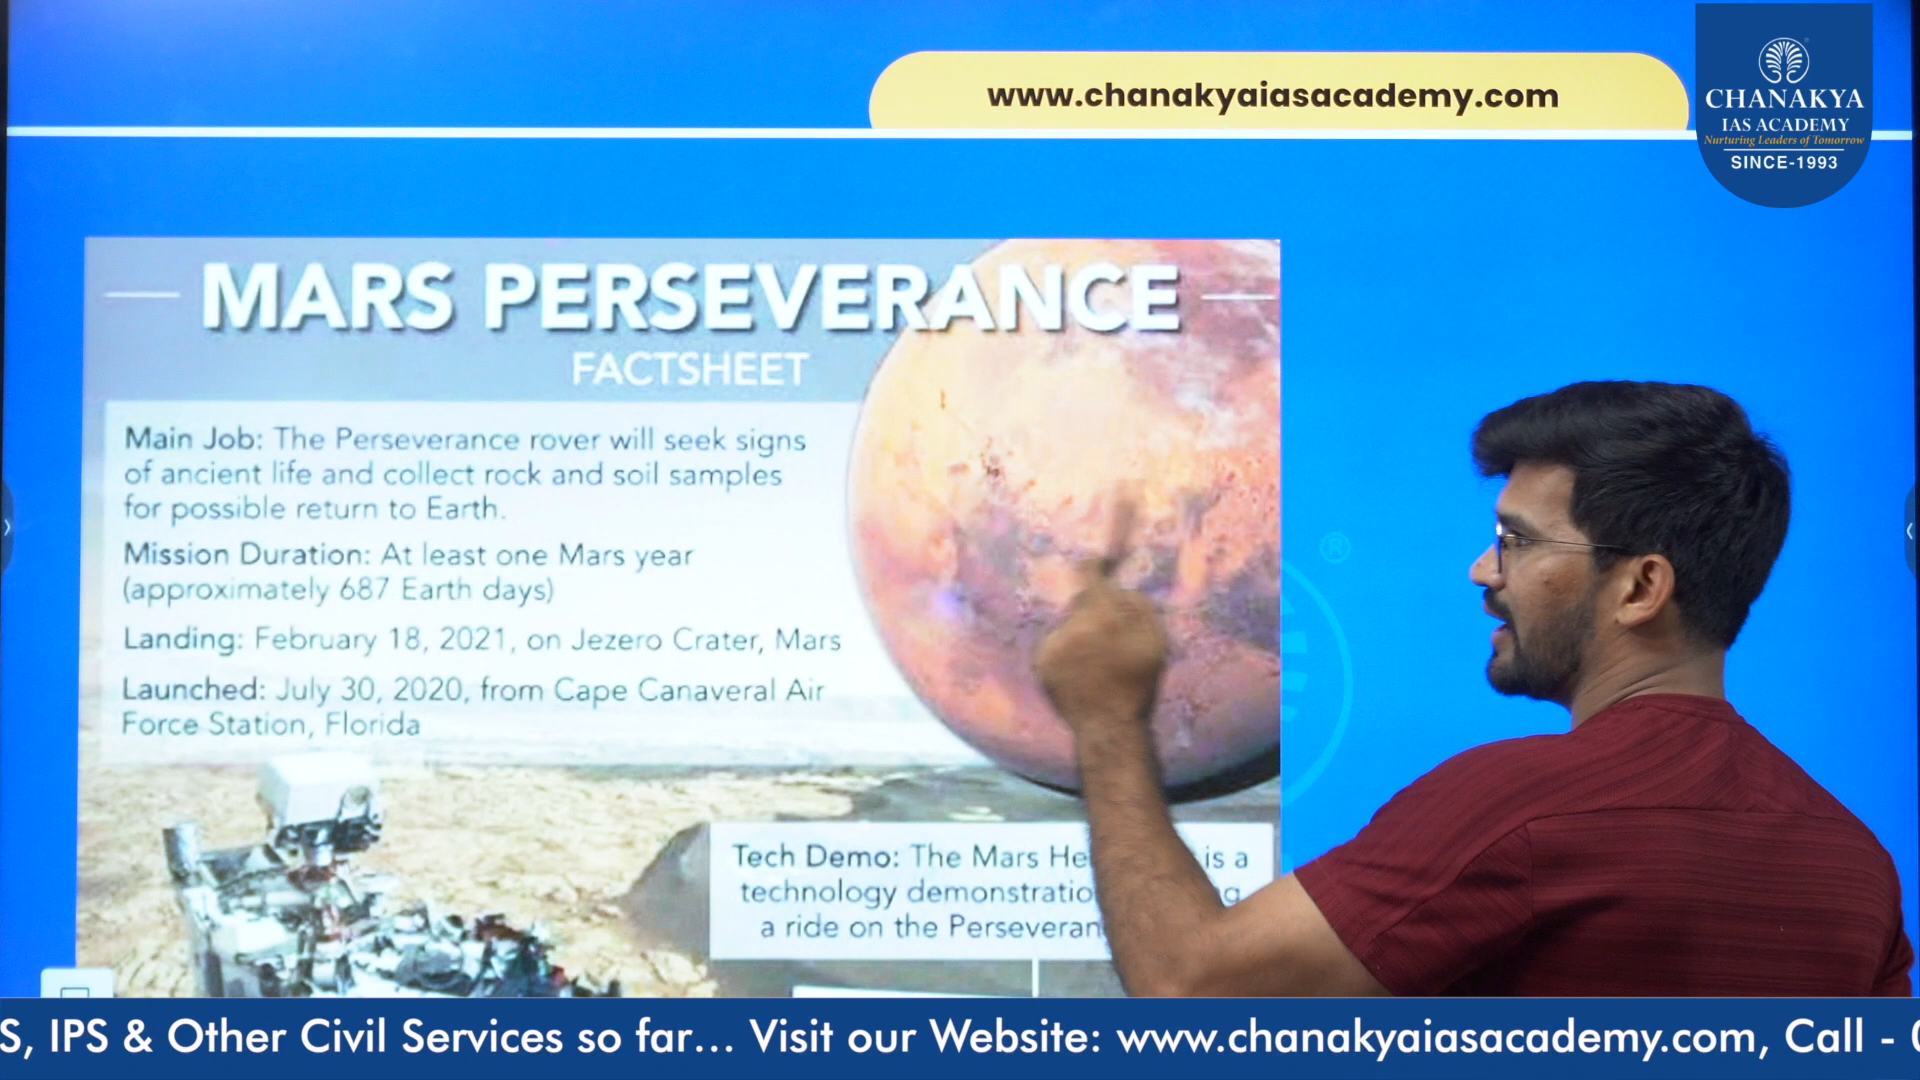 www.chanakyaiasacademy.com
CHANAKYA
IAS ACADEMY
Nurturing Leaders of Tomorrow
SINCE-1993
MARS PERSEVERANCE
FACTSHEET
Main Job: The Perseverance rover will seek signs
of ancient life and collect rock and soil samples
for possible return to Earth.
Mission Duration: At least one Mars year
(approximately 687 Earth days)
Landing: February 18, 2021, on Jezero Crater, Mars
Launched: July 30, 2020, from Cape Canaveral Air
Force Station, Florida
®
Tech Demo: The Mars is a
technology
a ride on the
S, IPS & Other Civil Services so far... Visit our Website: www.chanakyaiasacademy.com, Call -